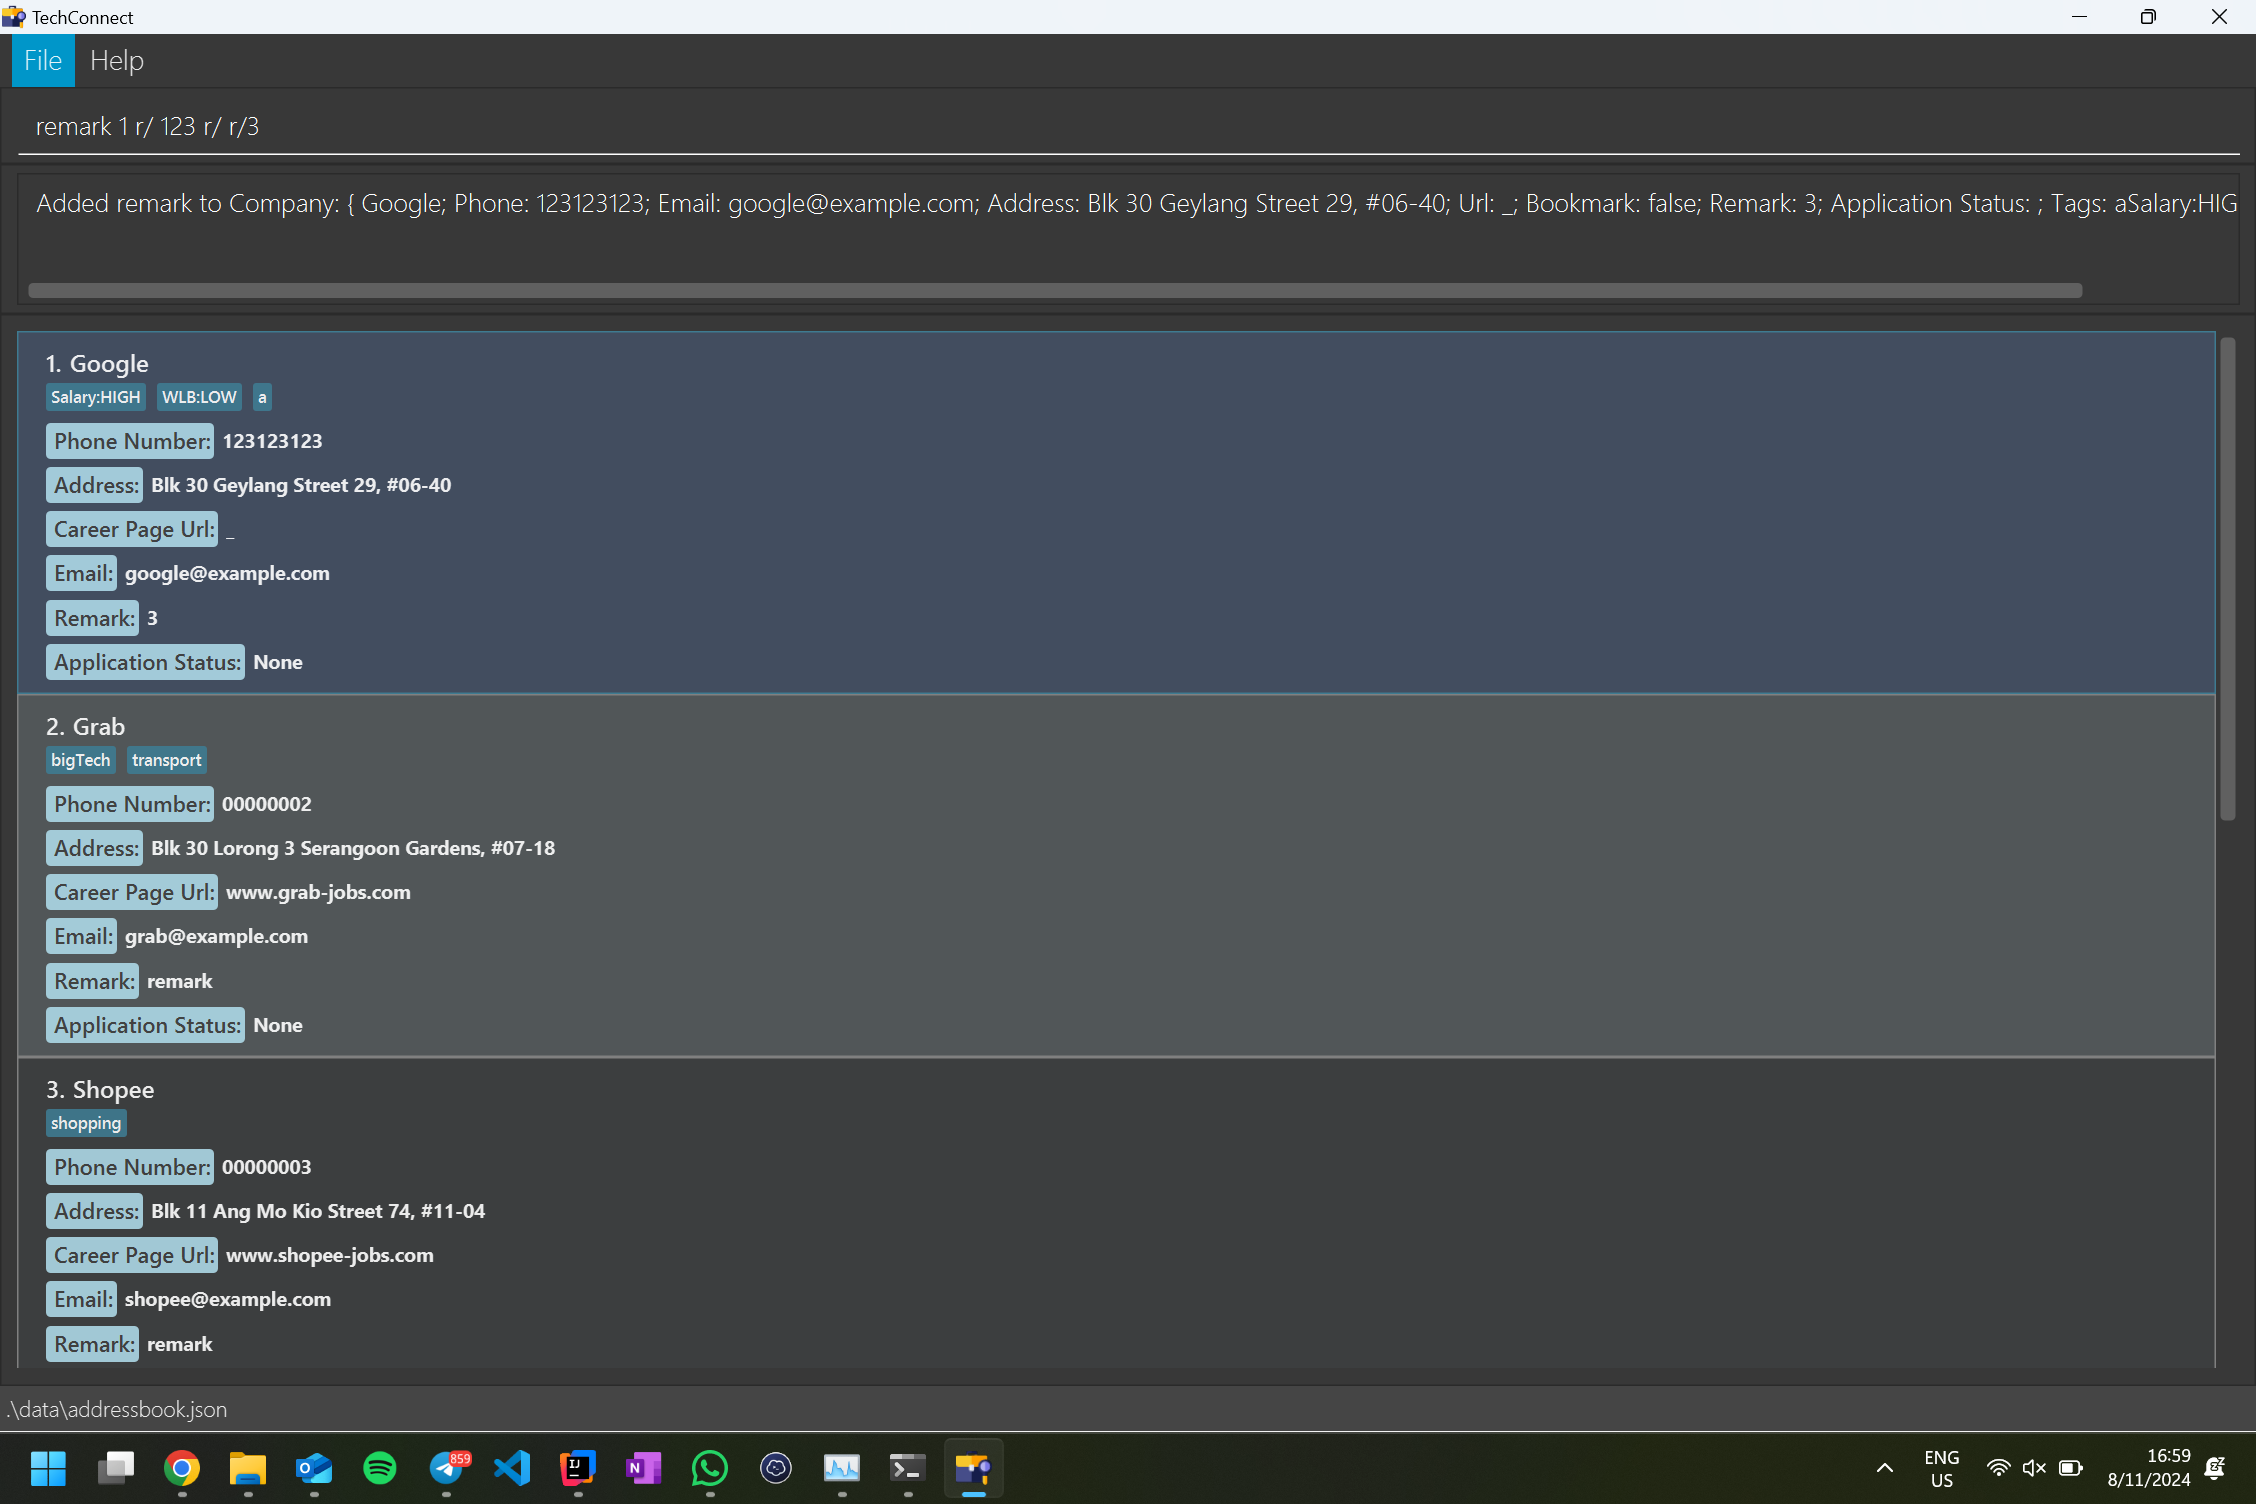 TechConnect
File Help
remark 1 r/ 123 r/ r/3
Added remark to Company: { Google; Phone: 123123123; Email: google@example.com; Address: Blk 30 Geylang Street 29, #06-40; Url: _; Bookmark: false; Remark: 3; Application Status: ; Tags: aSalary:HIG
1. Google
Salary:HIGH WLB:LOW a
Phone Number: 123123123
Address: Blk 30 Geylang Street 29, #06-40
Career Page Url: _
Email: google@example.com
Remark: 3
Application Status: None
2. Grab
bigTech transport
Phone Number: 00000002
Address: Blk 30 Lorong 3 Serangoon Gardens, #07-18
Career Page Url: www.grab-jobs.com
Email: grab@example.com
Remark: remark
Application Status: None
3. Shopee
shopping
Phone Number: 00000003
Address: Blk 11 Ang Mo Kio Street 74, #11-04
Career Page Url: www.shopee-jobs.com
Email: shopee@example.com
Remark: remark
.\data\addressbook.json
859
ENG
US
16:59
8/11/2024